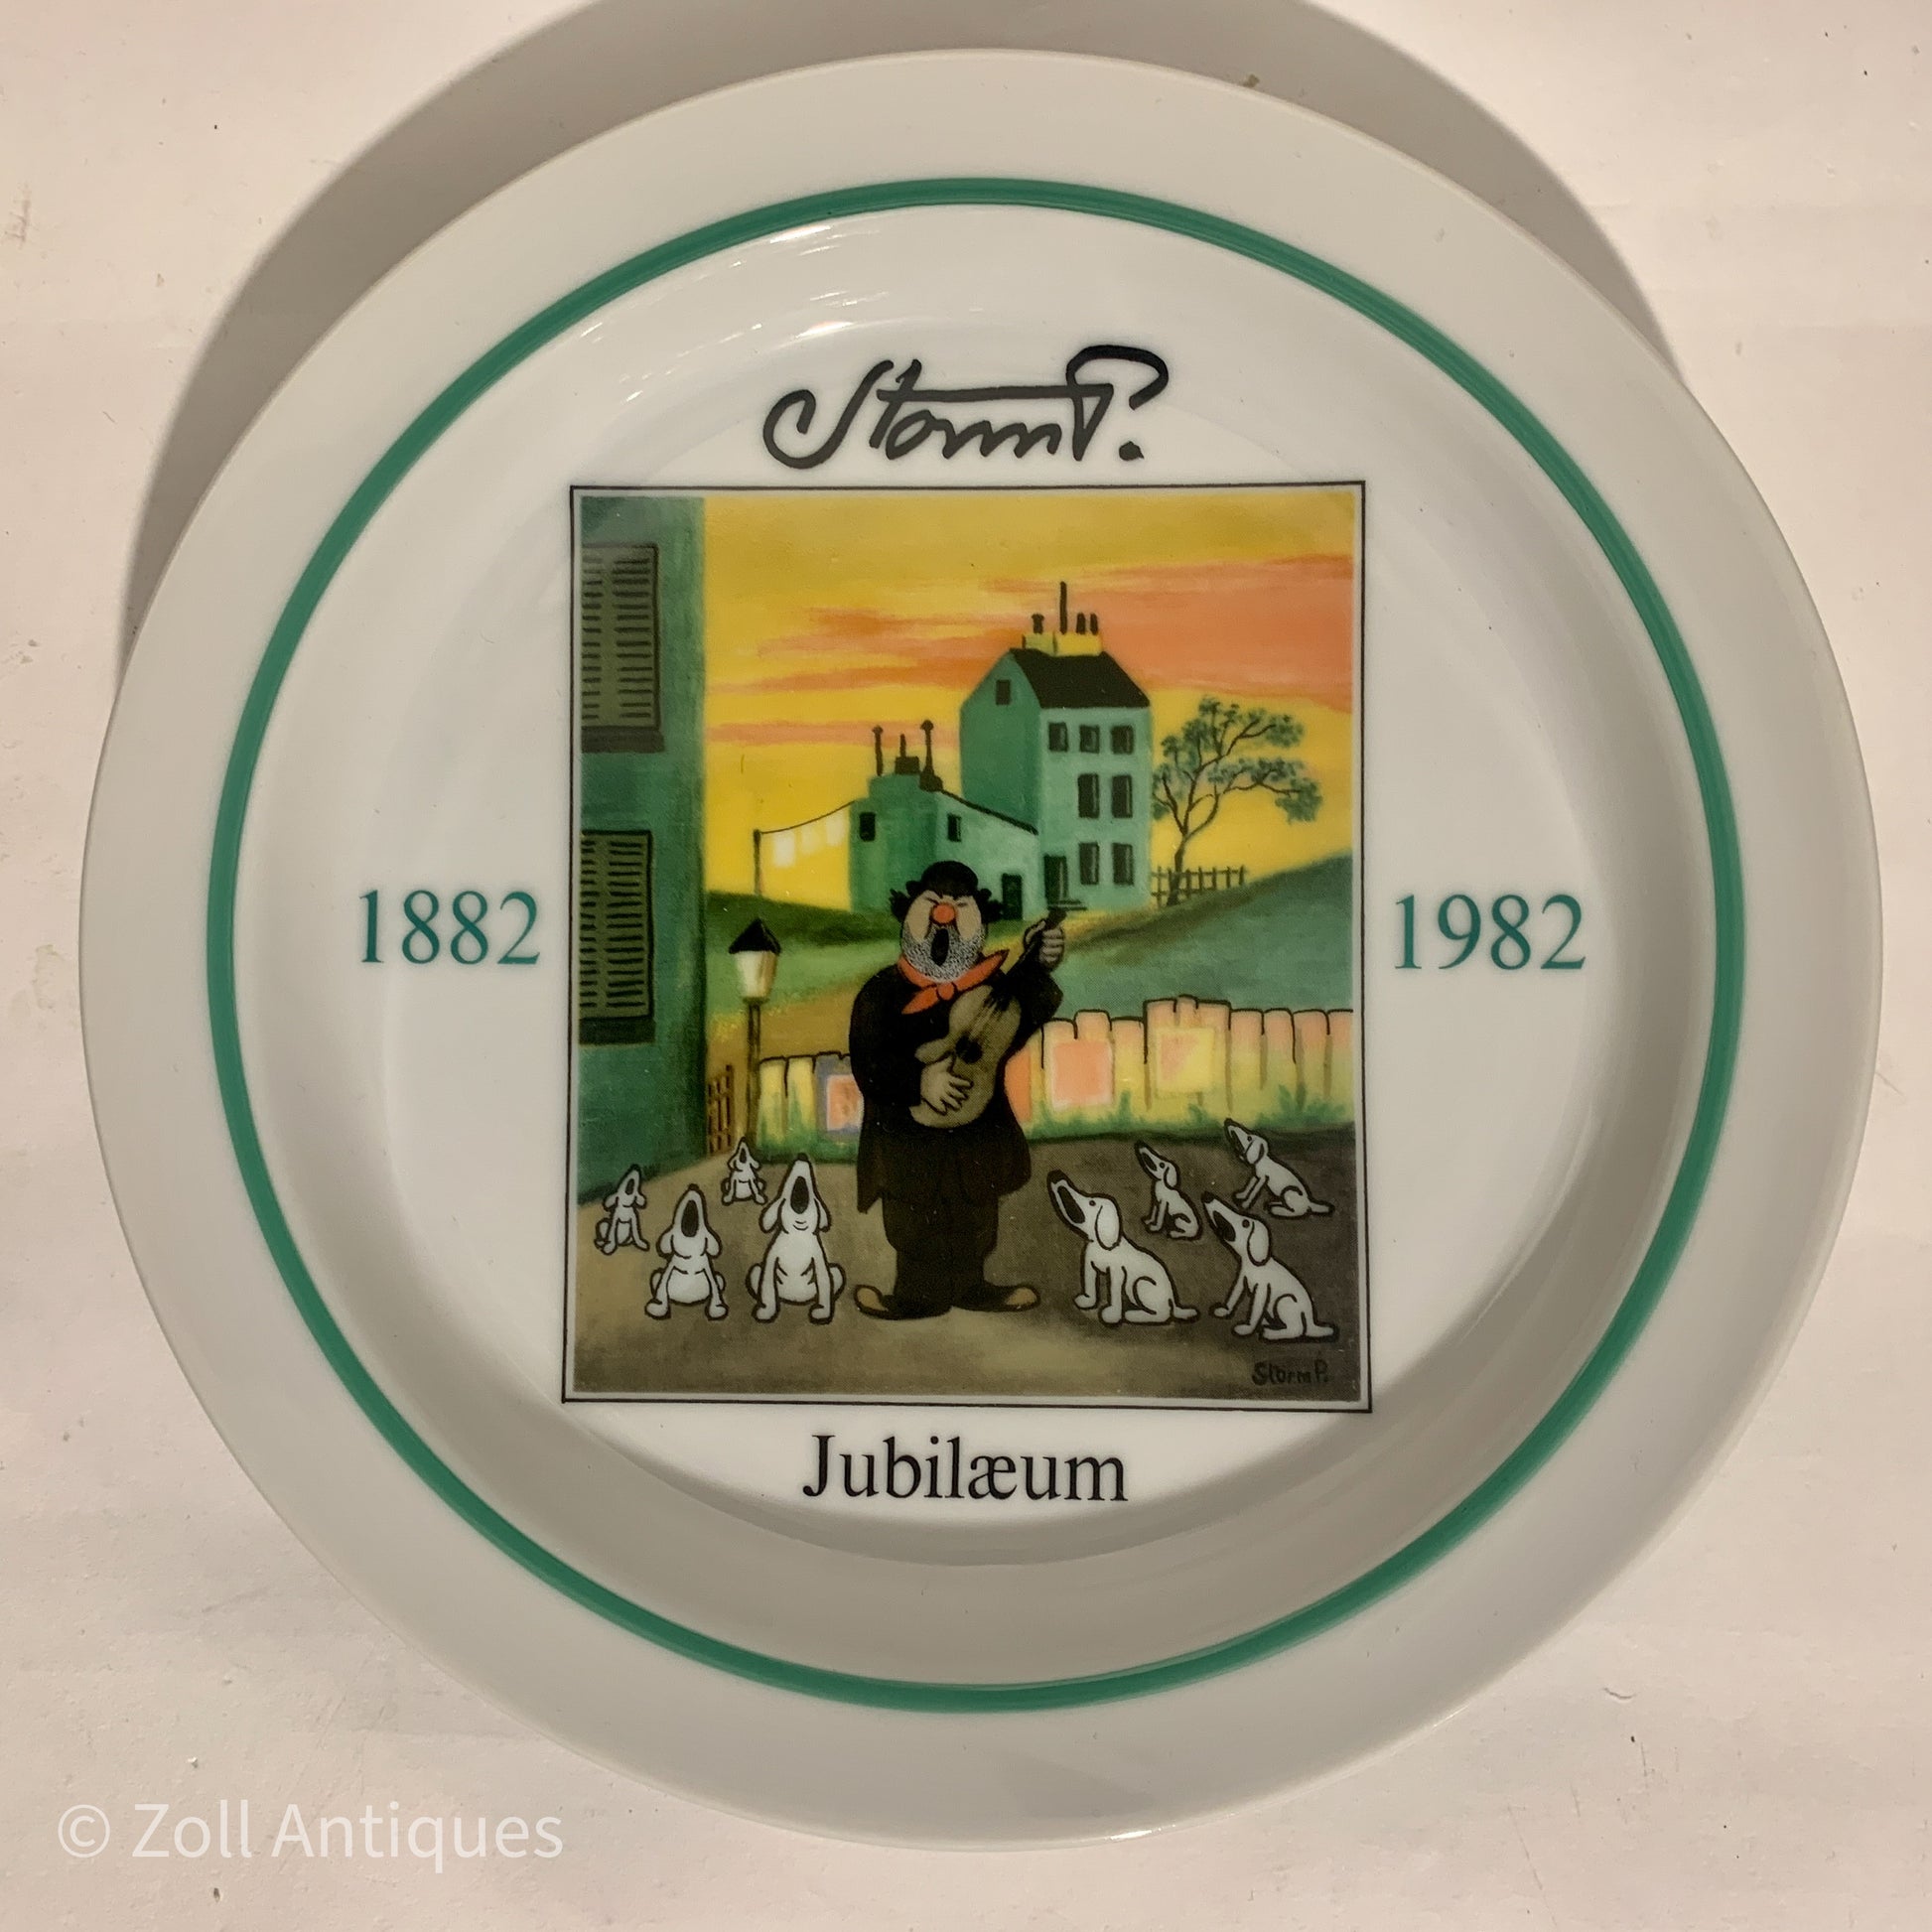 Storm P.
1882
1982
Storm P.
Jubilæum
© Zoll Antiques